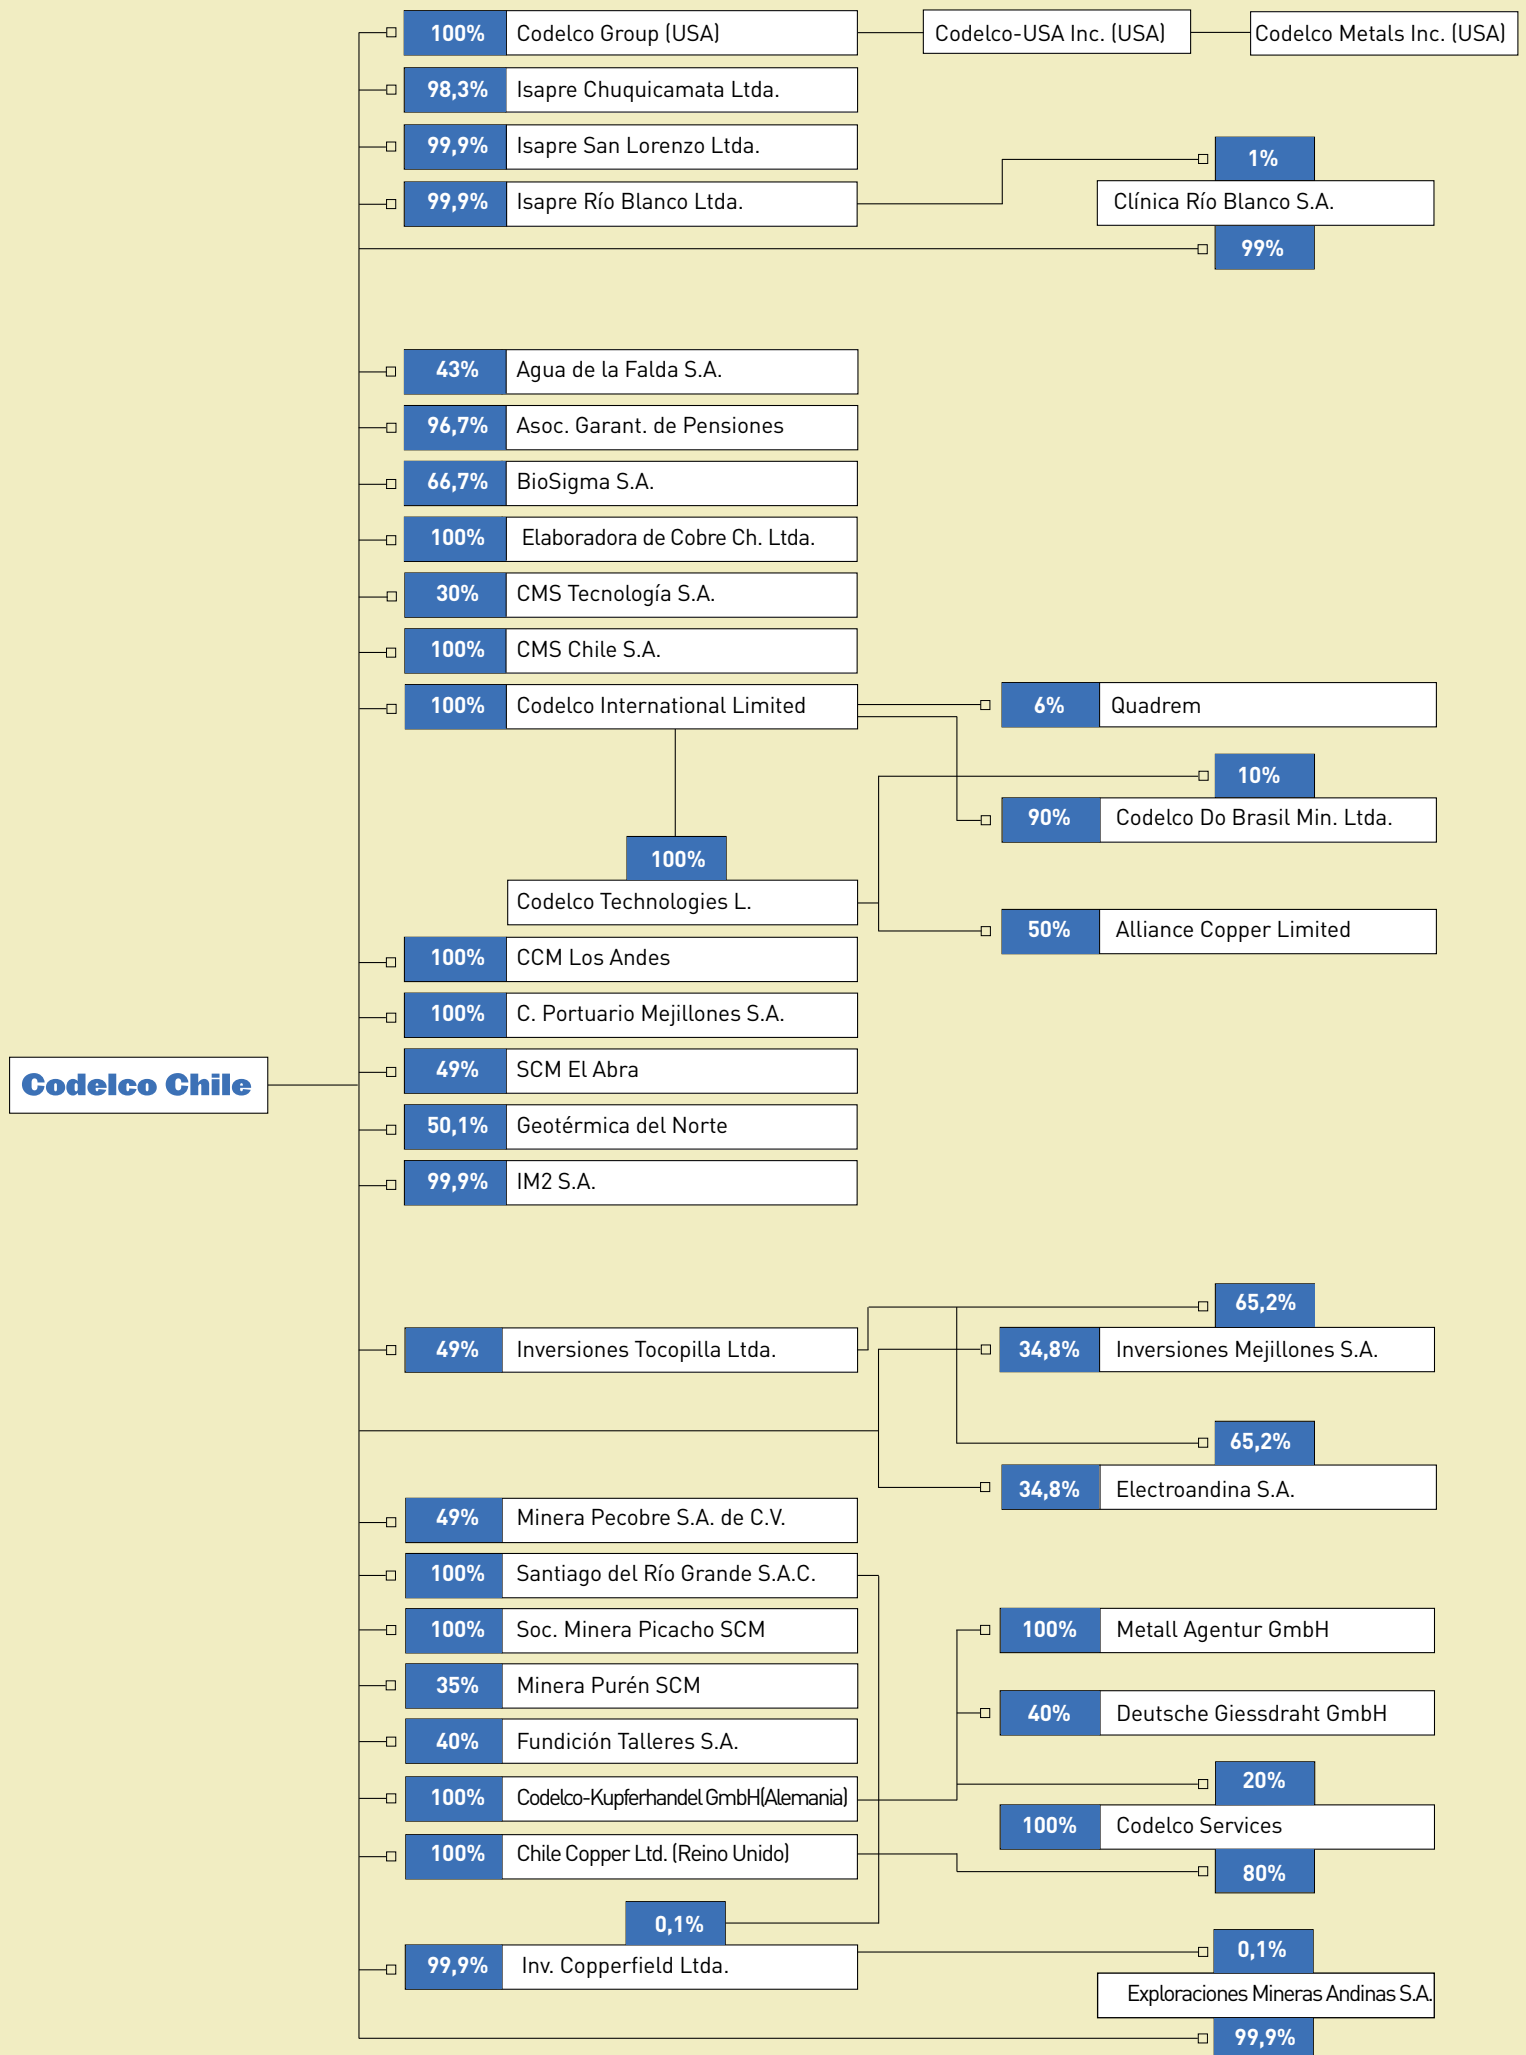 100% Codelco Group (USA) Codelco-USA Inc. (USA) Codelco Metals Inc. (USA)
98,3% Isapre Chuquicamata Ltda.
99,9% Isapre San Lorenzo Ltda.
1%
99,9% Isapre Río Blanco Ltda. Clínica Río Blanco S.A.
99%
43% Agua de la Falda S.A.
96,7% Asoc. Garant. de Pensiones
66,7% BioSigma S.A.
100% Elaboradora de Cobre Ch. Ltda.
30% CMS Tecnología S.A.
100% CMS Chile S.A.
100% Codelco International Limited 6% Quadrem
10%
90% Codelco Do Brasil Min. Ltda.
100%
Codelco Technologies L.
50% Alliance Copper Limited
100% CCM Los Andes
100% C. Portuario Mejillones S.A.
49% SCM El Abra
Codelco Chile
50,1% Geotérmica del Norte
99,9% IM2 S.A.
65,2%
49% Inversiones Tocopilla Ltda. 34,8% Inversiones Mejillones S.A.
65,2%
34,8% Electroandina S.A.
49% Minera Pecobre S.A. de C.V.
100% Santiago del Río Grande S.A.C.
100% Soc. Minera Picacho SCM 100% Metall Agentur GmbH
35% Minera Purén SCM
40% Deutsche Giessdraht GmbH
40% Fundición Talleres S.A.
20%
100% Codelco-Kupferhandel GmbH(Alemania)
100% Codelco Services
100% Chile Copper Ltd. (Reino Unido)
80%
0,1%
0,1%
99,9% Inv. Copperfield Ltda.
Exploraciones Mineras Andinas S.A.
99,9%